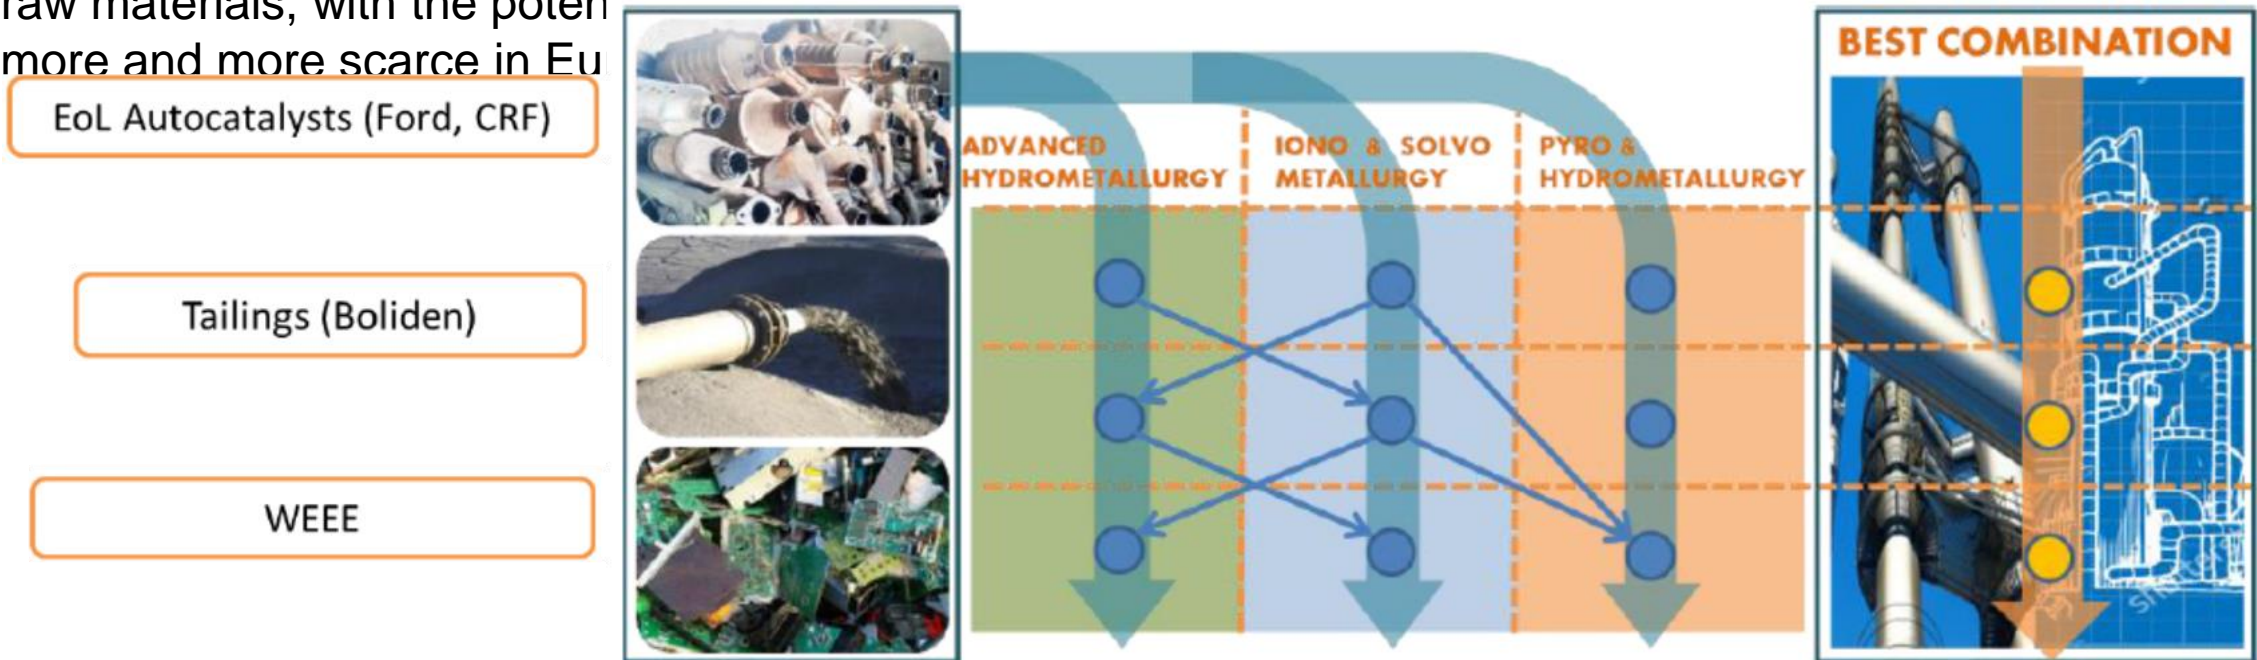 raw materials, with the poten
more and more scarce in Eu
EoL Autocatalysts (Ford, CRF)
Tailings (Boliden)
WEEE
ADVANCED
HYDROMETALLURGY
IONO & SOLVO
METALLURGY
PYRO &
HYDROMETALLURGY
BEST COMBINATION